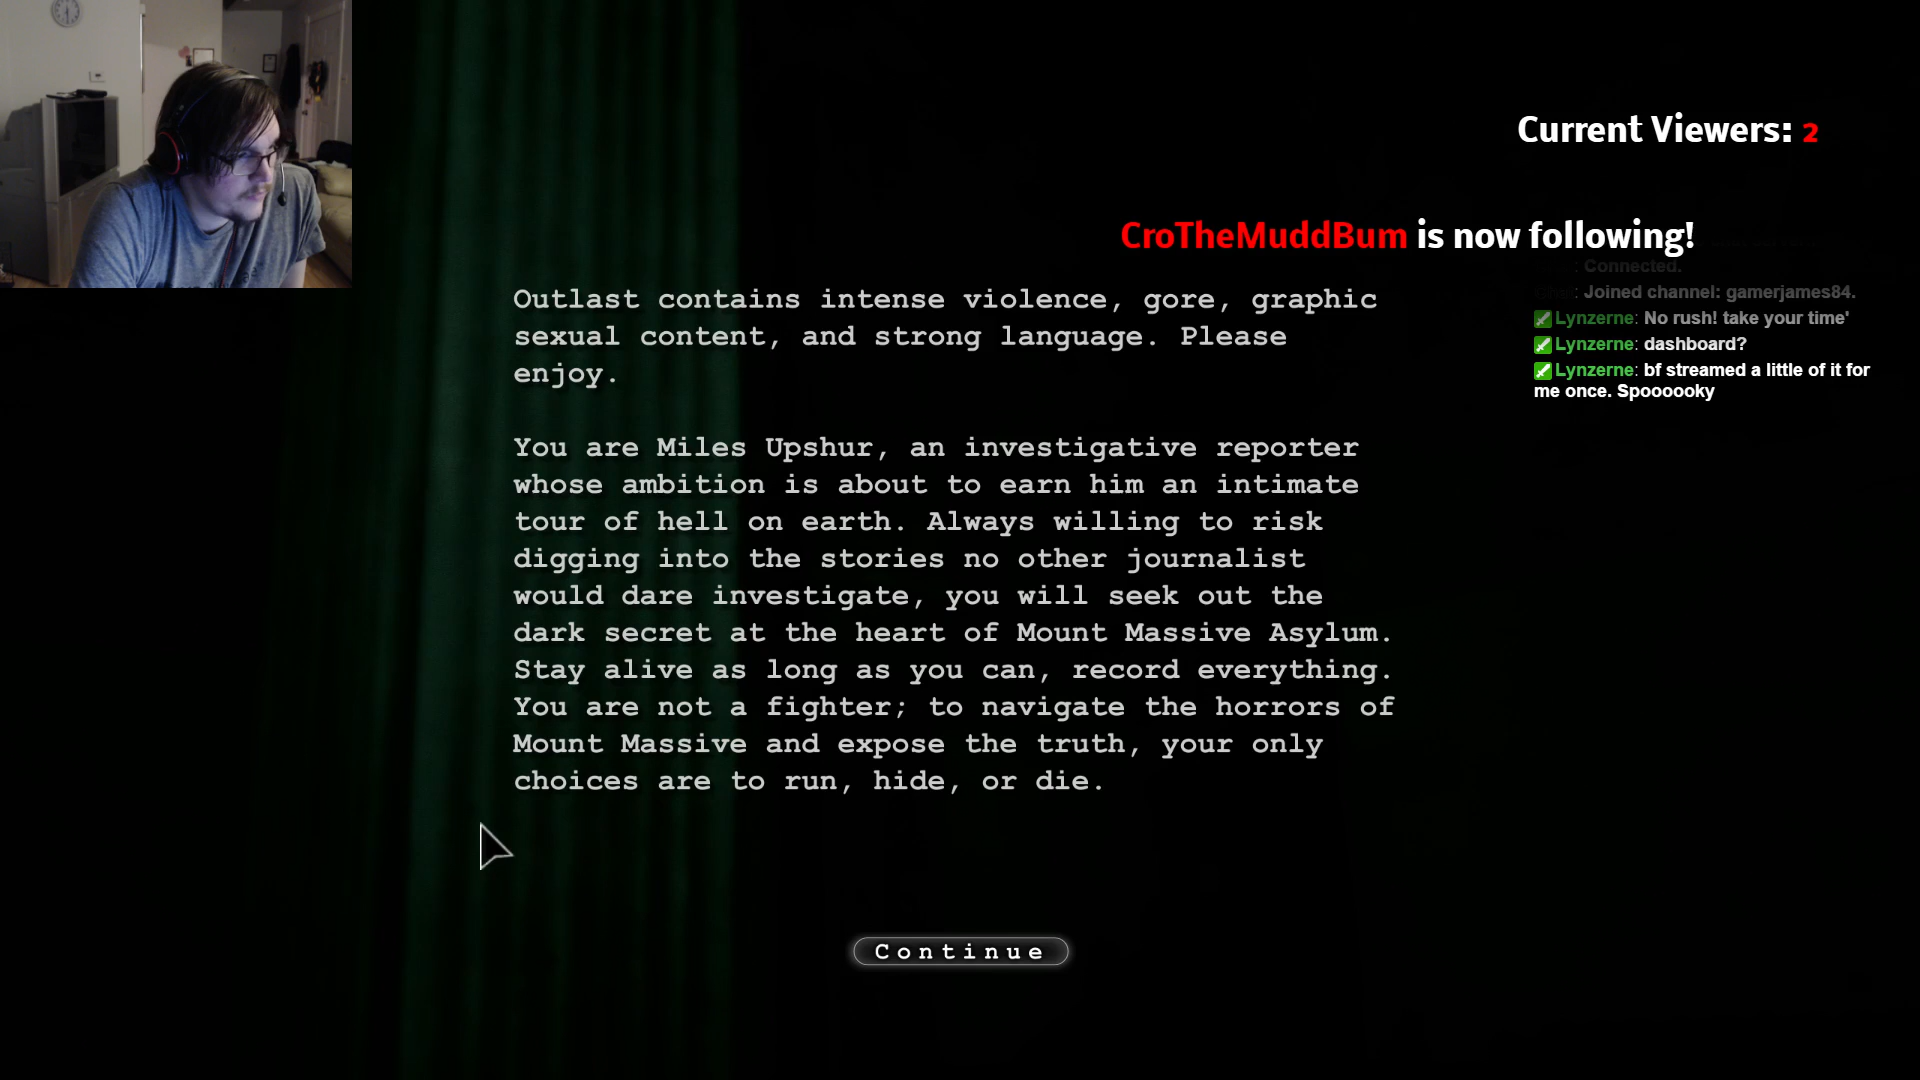 Current Viewers: 2
CroTheMuddBum is now following!
: Connected.
: Joined channel: gamerjames84.
Lynzerne: No rush! take your time'
Lynzerne: dashboard?
Lynzerne: bf streamed a little of it for
me once. Spoooooky
Outlast contains intense violence, gore, graphic
sexual content, and strong language. Please
enjoy.
You are Miles Upshur, an investigative reporter
whose ambition is about to earn him an intimate
tour of hell on earth. Always willing to risk
digging into the stories no other journalist
would dare investigate, you will seek out the
dark secret at the heart of Mount Massive Asylum.
Stay alive as long as you can, record everything.
You are not a fighter; to navigate the horrors of
Mount Massive and expose the truth, your only
choices are to run, hide, or die.
Continue